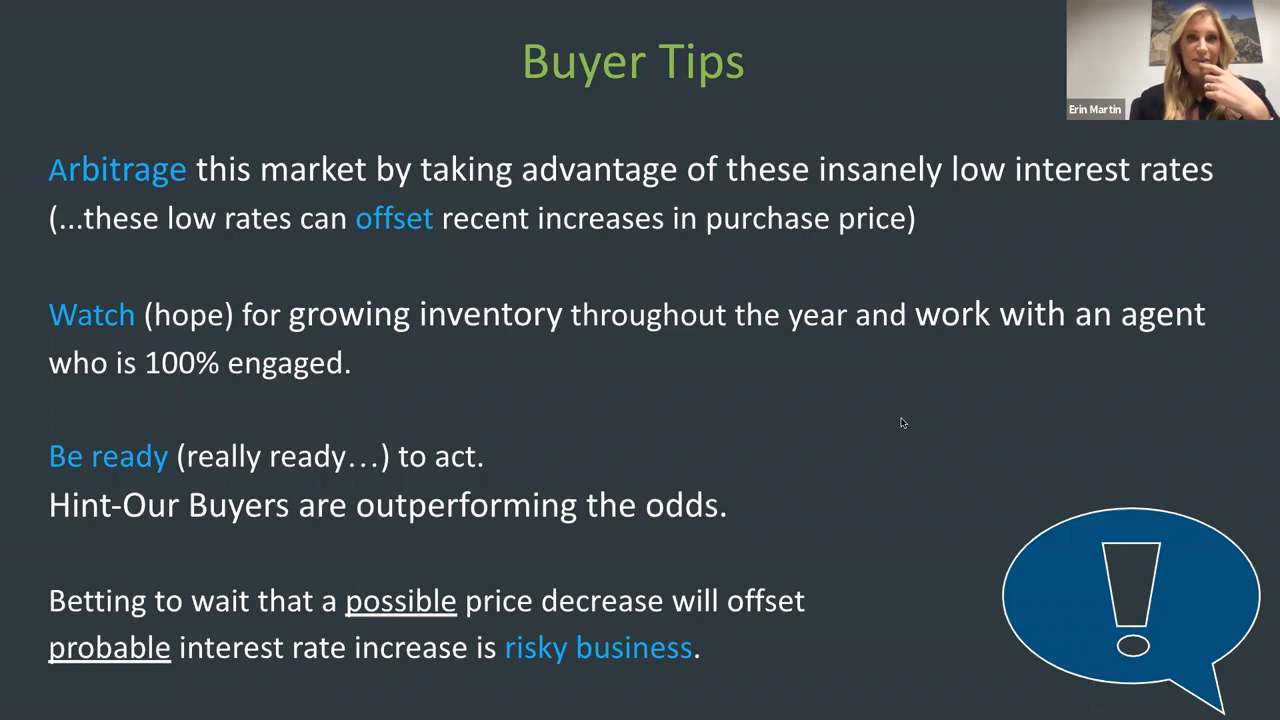 Buyer Tips
Erin Martin
Arbitrage this market by taking advantage of these insanely low interest rates
(...these low rates can offset recent increases in purchase price)
Watch (hope) for growing inventory throughout the year and work with an agent
who is 100% engaged.
Be ready (really ready…) to act.
Hint-Our Buyers are outperforming the odds.
Betting to wait that a possible price decrease will offset
probable interest rate increase is risky business.
!